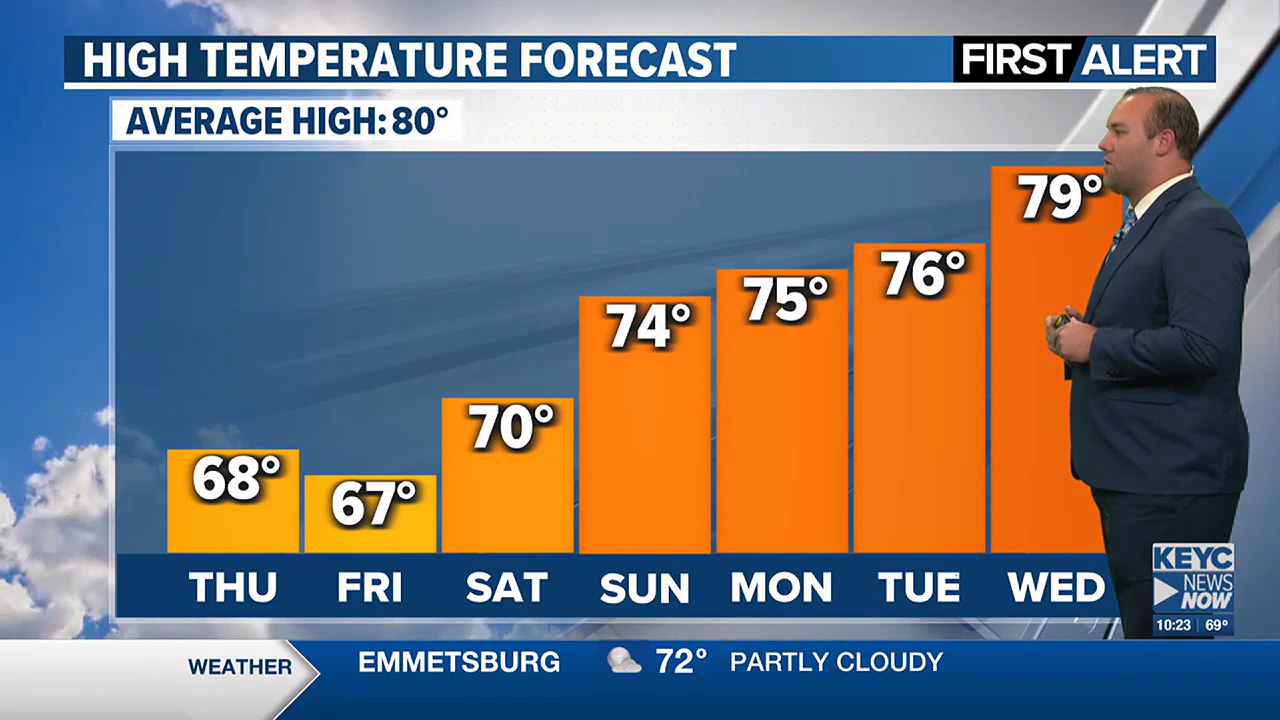 HIGH TEMPERATURE FORECAST
FIRST ALERT
AVERAGE HIGH: 80°
68° 67° 70° 74° 75° 76° 79°
THU FRI SAT SUN MON TUE WED
KEYC
NEWS
NOW
10:23 69°
WEATHER EMMETSBURG 72° PARTLY CLOUDY